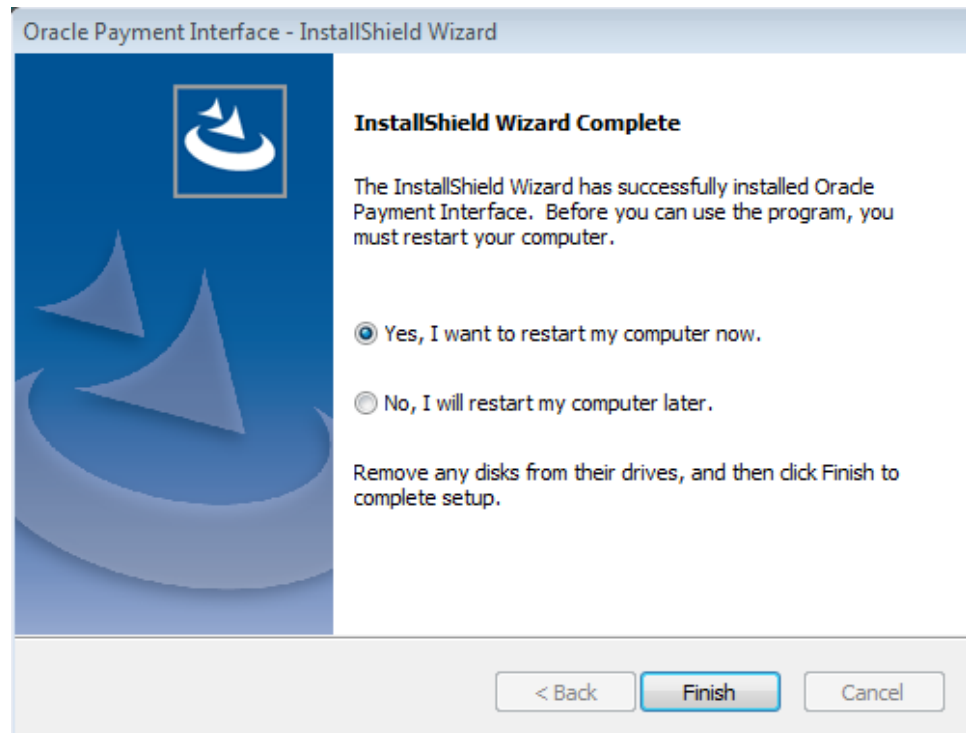 Oracle Payment Interface - InstallShield Wizard
InstallShield Wizard Complete
The InstallShield Wizard has successfully installed Oracle
Payment Interface.  Before you can use the program, you
must restart your computer.
Yes, I want to restart my computer now.
No, I will restart my computer later.
Remove any disks from their drives, and then click Finish to
complete setup.
< Back
Finish
Cancel